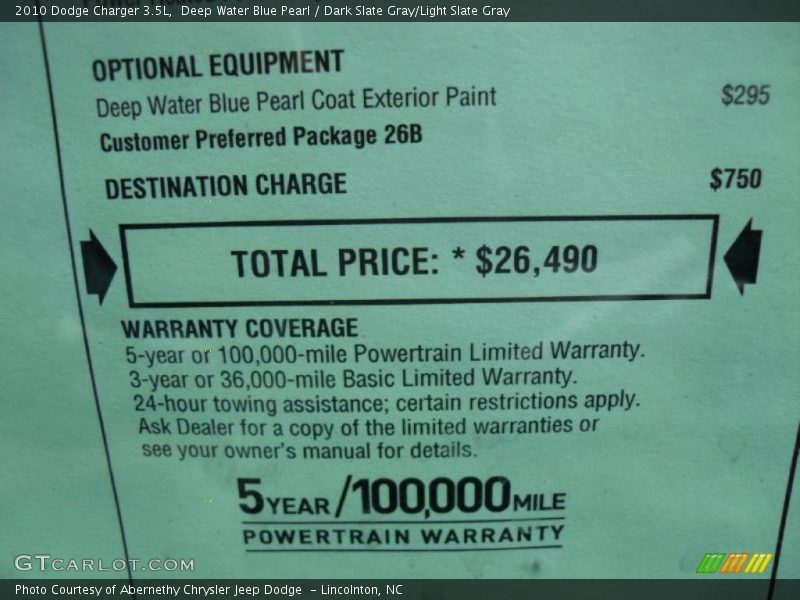 2010 Dodge Charger 3.5L,  Deep Water Blue Pearl / Dark Slate Gray/Light Slate Gray
OPTIONAL EQUIPMENT
Deep Water Blue Pearl Coat Exterior Paint $295
Customer Preferred Package 26B
DESTINATION CHARGE $750
TOTAL PRICE: * $26,490
WARRANTY COVERAGE
5-year or 100,000-mile Powertrain Limited Warranty.
3-year or 36,000-mile Basic Limited Warranty.
24-hour towing assistance; certain restrictions apply.
Ask Dealer for a copy of the limited warranties or
see your owner's manual for details.
5 YEAR/100,000 MILE
POWERTRAIN WARRANTY
GTCARLOT.COM
Photo Courtesy of Abernethy Chrysler Jeep Dodge  - Lincolnton, NC